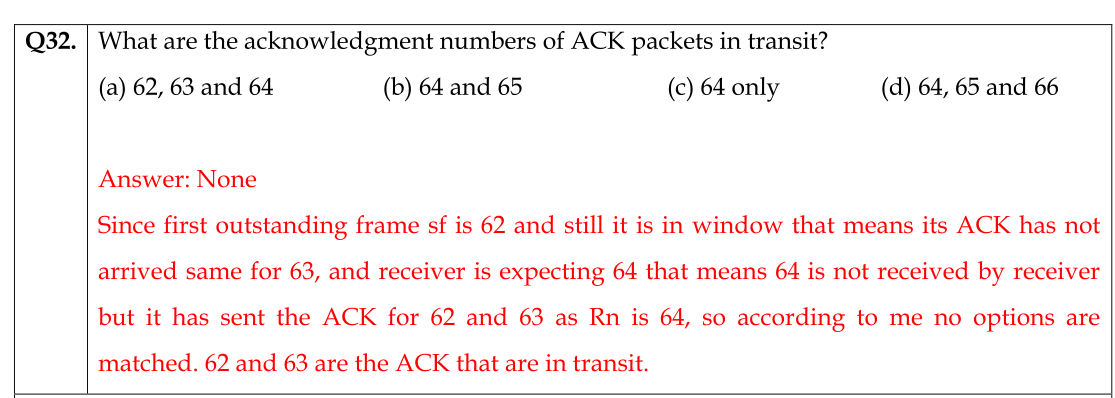 Q32. What are the acknowledgment numbers of ACK packets in transit?
(a) 62, 63 and 64 (b) 64 and 65 (c) 64 only (d) 64, 65 and 66
Answer: None
Since first outstanding frame sf is 62 and still it is in window that means its ACK has not
arrived same for 63, and receiver is expecting 64 that means 64 is not received by receiver
but it has sent the ACK for 62 and 63 as Rn is 64, so according to me no options are
matched. 62 and 63 are the ACK that are in transit.